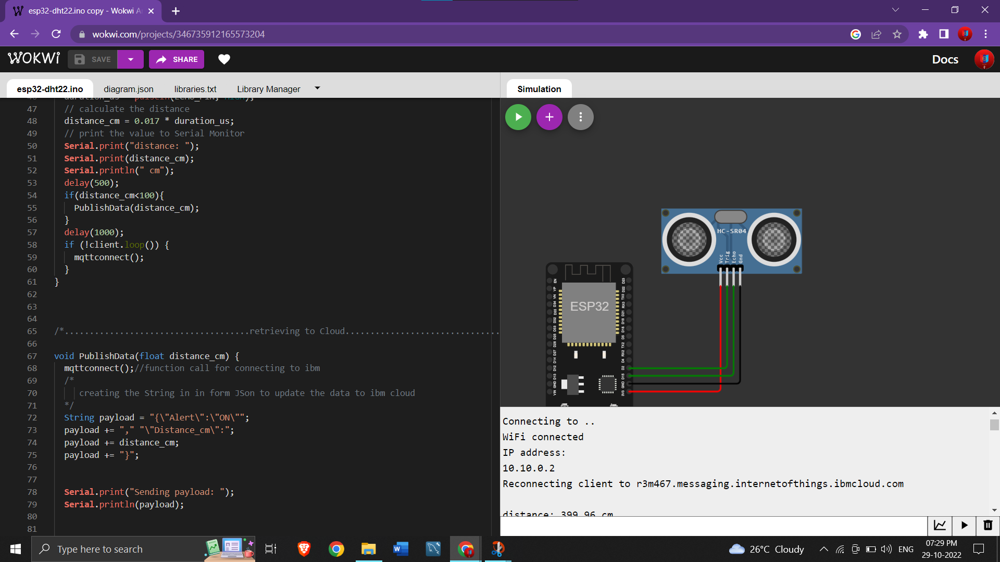 esp32-dht22.ino copy - Wokwi A
wokwi.com/projects/346735912165573204
WOKWi
SAVE
SHARE
Docs
esp32-dht22.ino
diagram.json
libraries.txt
Library Manager
Simulation
47 // calculate the distance
48 distance_cm = 0.017 * duration_us;
49 // print the value to Serial Monitor
50 Serial.print("distance: ");
51 Serial.print(distance_cm);
52 Serial.println(" cm");
53 delay(500);
54 if(distance_cm<100){
55 PublishData(distance_cm);
56 }
57 delay(1000);
58 if (!client.loop()) {
59 mqttconnect();
60 }
61 }
62
63
64
65 /*.....................................retrieving to Cloud...............................
66
67 void PublishData(float distance_cm) {
68 mqttconnect();//function call for connecting to ibm
69 /*
70 creating the String in in form JSon to update the data to ibm cloud
71 */
72 String payload = "{\"Alert\":\"ON\"";
73 payload += "," "\"Distance_cm\":";
74 payload += distance_cm;
75 payload += "}";
76
77
78 Serial.print("Sending payload: ");
79 Serial.println(payload);
80
81
HC-SR04
Vcc
Trig
Echo
Gnd
ESP32
Connecting to ..
WiFi connected
IP address:
10.10.0.2
Reconnecting client to r3m467.messaging.internetofthings.ibmcloud.com
distance: 399.96 cm
Type here to search
26°C Cloudy
ENG
07:29 PM
29-10-2022